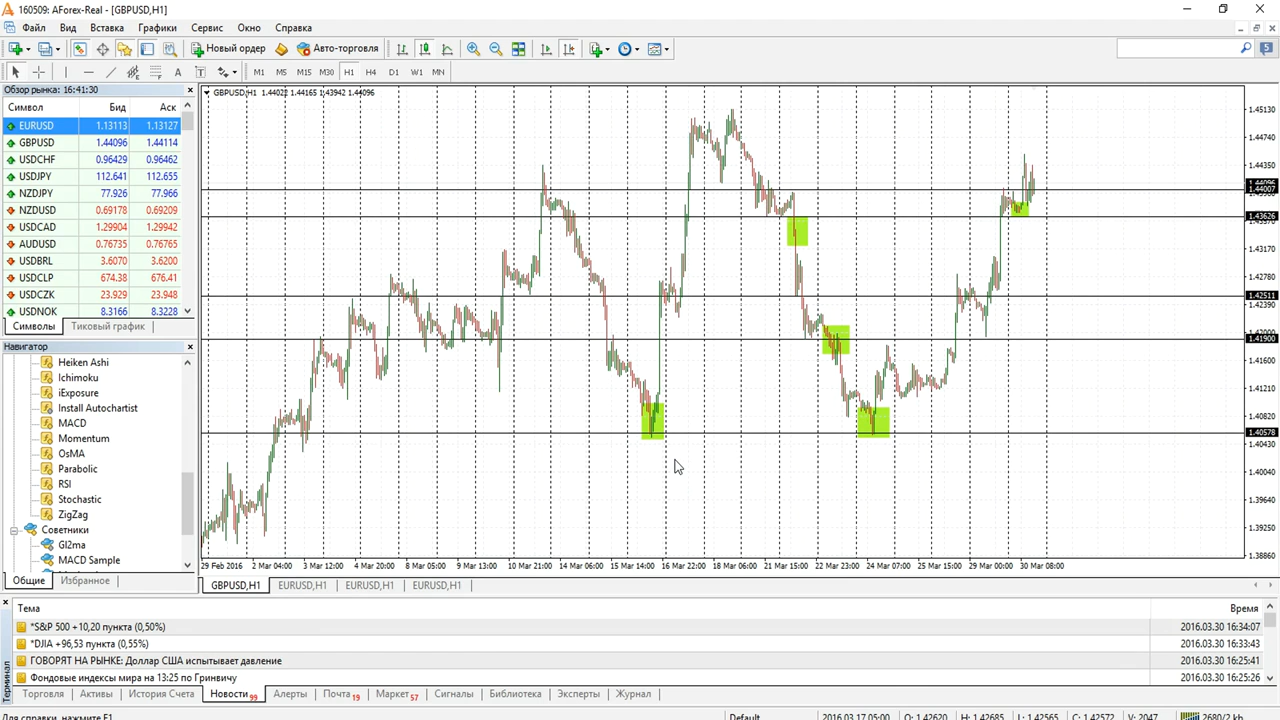 160509: AForex-Real - [GBPUSD,H1]
Файл Вид Вставка Графики Сервис Окно Справка
Новый ордер Авто-торговля 5
A T M1 M5 M15 M30 H1 H4 D1 W1 MN
Обзор рынка: 16:41:30
Символ Бид Аск
EURUSD 1.13113 1.13127
GBPUSD 1.44096 1.44114
USDCHF 0.96429 0.96462
USDJPY 112.641 112.655
NZDJPY 77.926 77.966
NZDUSD 0.69178 0.69209
USDCAD 1.29904 1.29942
AUDUSD 0.76735 0.76765
USDBRL 3.6070 3.6200
USDCLP 674.38 676.41
USDCZK 23.929 23.948
USDNOK 8.3166 8.3228
Символы Тиковый график
Навигатор
Heiken Ashi
Ichimoku
iExposure
Install Autochartist
MACD
Momentum
OsMA
Parabolic
RSI
Stochastic
ZigZag
Советники
Gl2ma
MACD Sample
Общие Избранное
GBPUSD,H1 1.44022 1.44165 1.43942 1.44096
1.45130
1.44740
1.44350
1.44096
1.44007
1.43626
1.43170
1.42780
1.42511
1.42390
1.42000
1.41900
1.41600
1.41210
1.40820
1.40578
1.40430
1.40040
1.39640
1.39250
1.38860
29 Feb 2016 2 Mar 04:00 3 Mar 12:00 4 Mar 20:00 8 Mar 05:00 9 Mar 13:00 10 Mar 21:00 14 Mar 06:00 15 Mar 14:00 16 Mar 22:00 18 Mar 06:00 21 Mar 15:00 22 Mar 23:00 24 Mar 07:00 25 Mar 15:00 29 Mar 00:00 30 Mar 08:00
GBPUSD,H1 EURUSD,H1 EURUSD,H1 EURUSD,H1
Терминал
Тема Время
*S&P 500 +10,20 пункта (0,50%) 2016.03.30 16:34:07
*DJIA +96,53 пункта (0,55%) 2016.03.30 16:33:43
ГОВОРЯТ НА РЫНКЕ: Доллар США испытывает давление 2016.03.30 16:25:41
Фондовые индексы мира на 13:25 по Гринвичу 2016.03.30 16:25:26
Торговля Активы История Счета Новости 99 Алерты Почта 19 Маркет 57 Сигналы Библиотека Эксперты Журнал
Для справки, нажмите F1 Default 2016.03.17 05:00 O: 1.42620 H: 1.42685 L: 1.42565 C: 1.42572 V: 2047 2680/2 kb